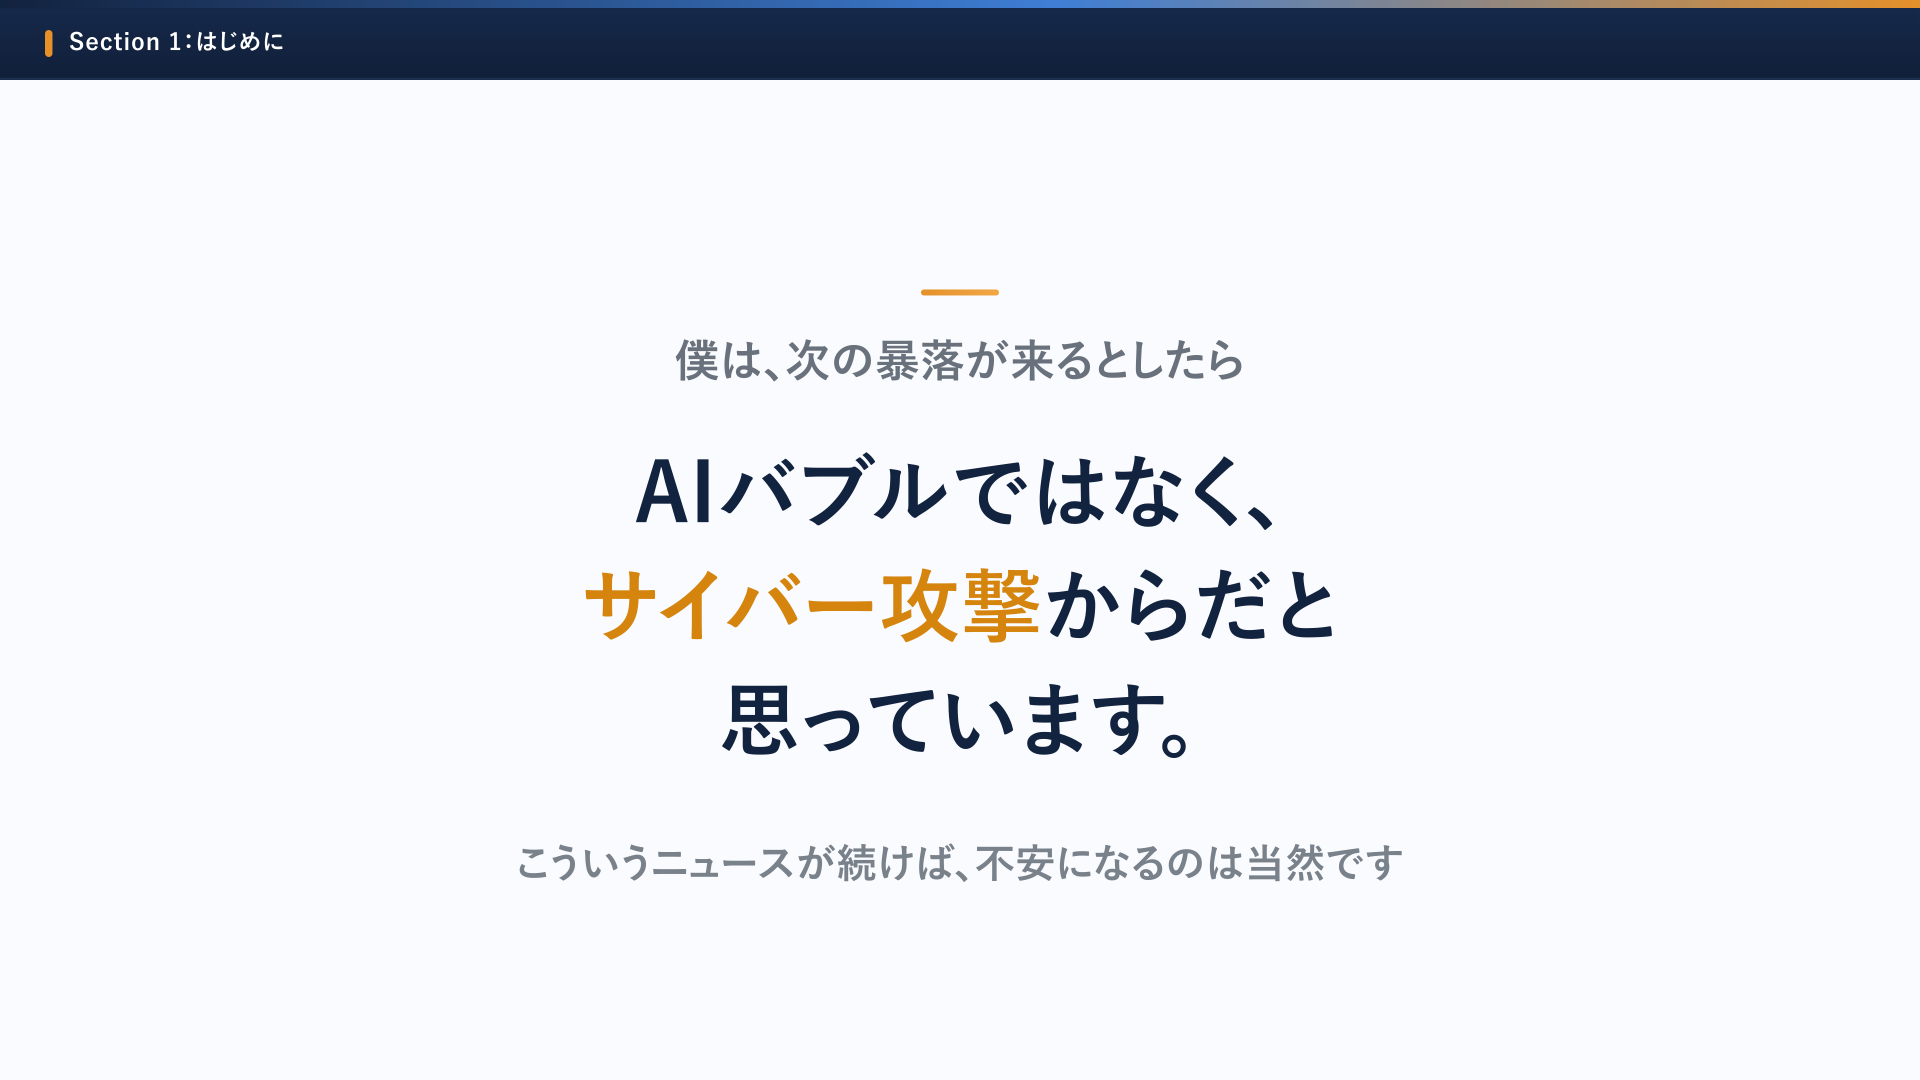 Section 1：はじめに
僕は、次の暴落が来るとしたら
AIバブルではなく、
サイバー攻撃からだと
思っています。
こういうニュースが続けば、不安になるのは当然です